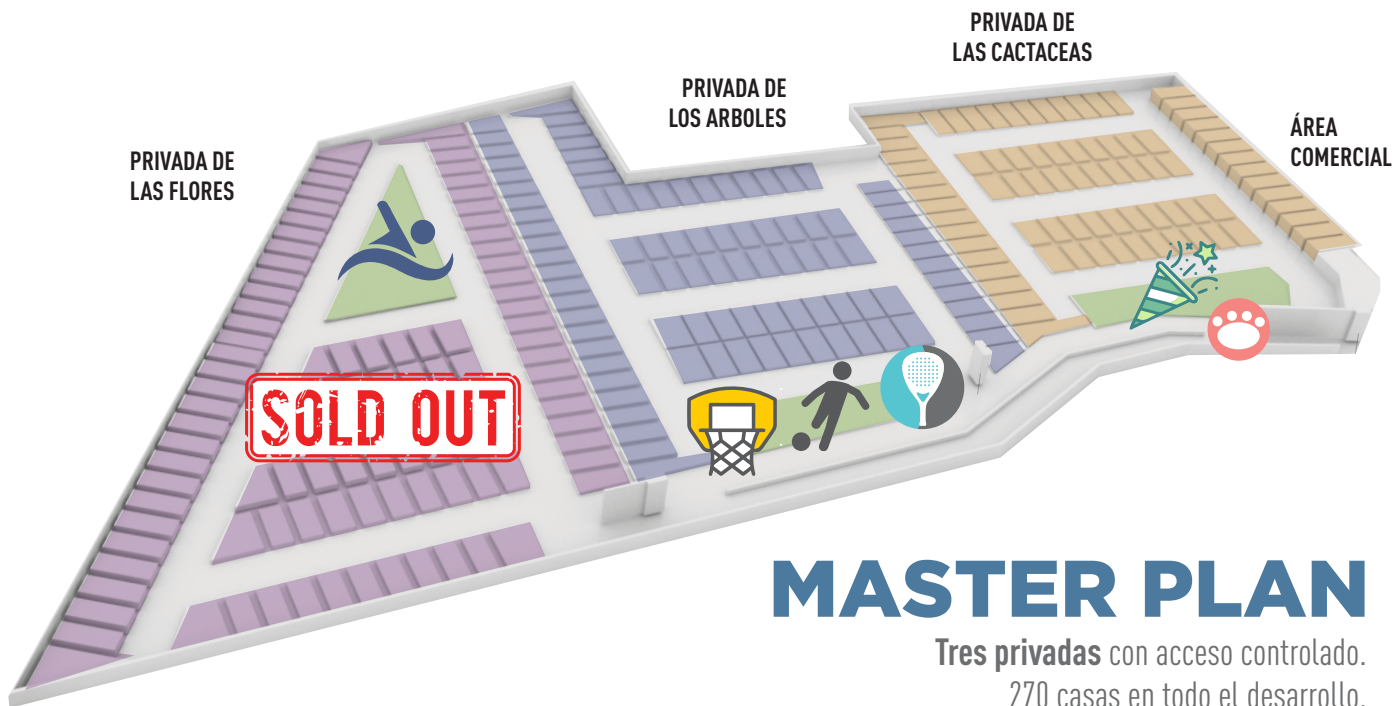 PRIVADA DE
LAS CACTACEAS
PRIVADA DE
LOS ARBOLES
ÁREA
COMERCIAL
PRIVADA DE
LAS FLORES
SOLD OUT
MASTER PLAN
Tres privadas con acceso controlado.
270 casas en todo el desarrollo.